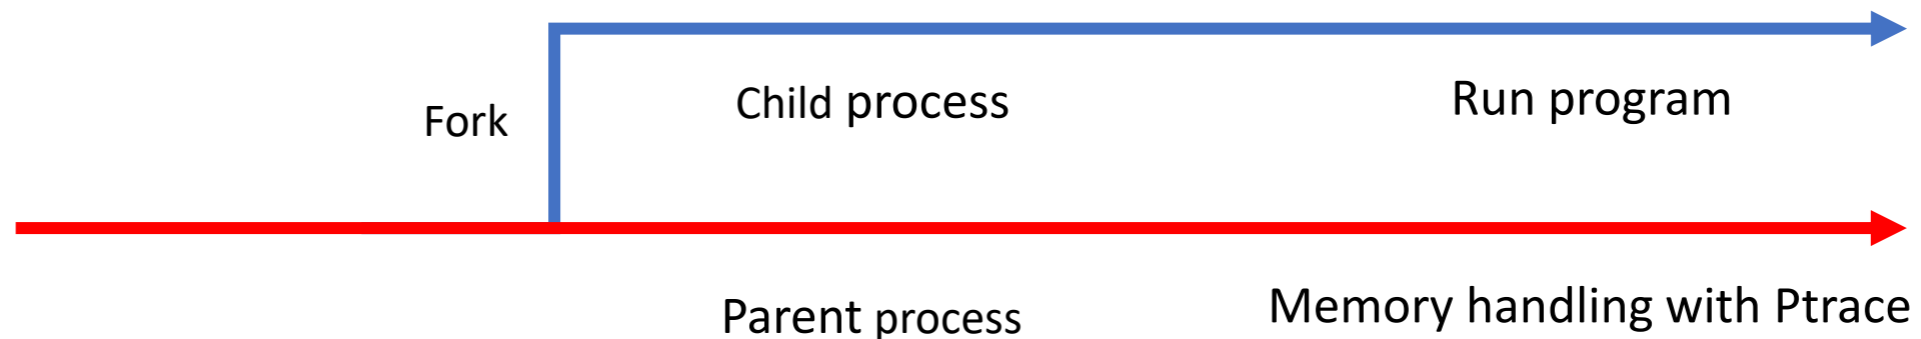 Fork
Child process
Run program
Parent process
Memory handling with Ptrace